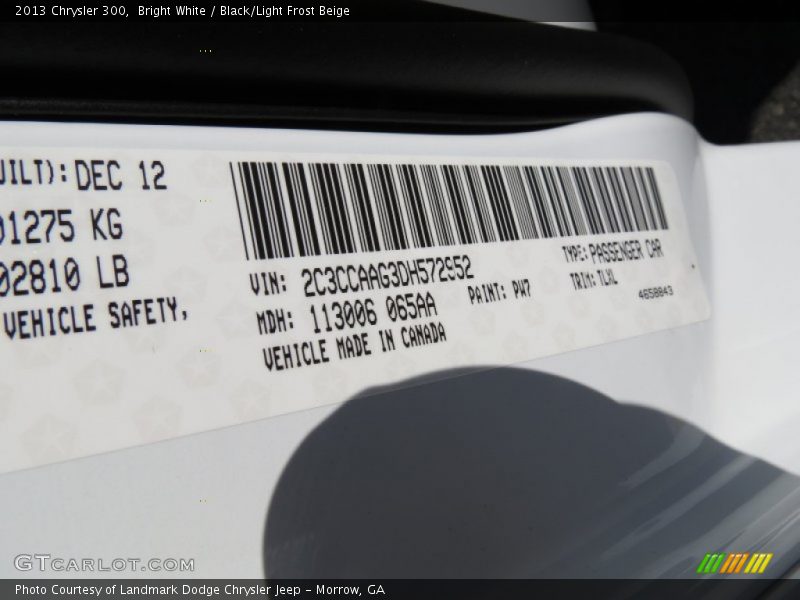 2013 Chrysler 300, Bright White / Black/Light Frost Beige
UILT): DEC 12
01275 KG
02810 LB
VEHICLE SAFETY,
VIN: 2C3CCAAG3DH572952
TYPE: PASSENGER CAR
MDH: 113006 065AA
PAINT: PW7
TRIM: TLXL
4658843
VEHICLE MADE IN CANADA
GTCARLOT.COM
Photo Courtesy of Landmark Dodge Chrysler Jeep - Morrow, GA